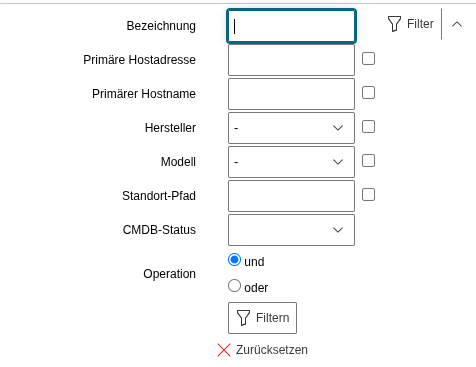 Bezeichnung
Filter
Primäre Hostadresse
Primärer Hostname
Hersteller -
Modell -
Standort-Pfad
CMDB-Status
Operation
und
oder
Filtern
Zurücksetzen